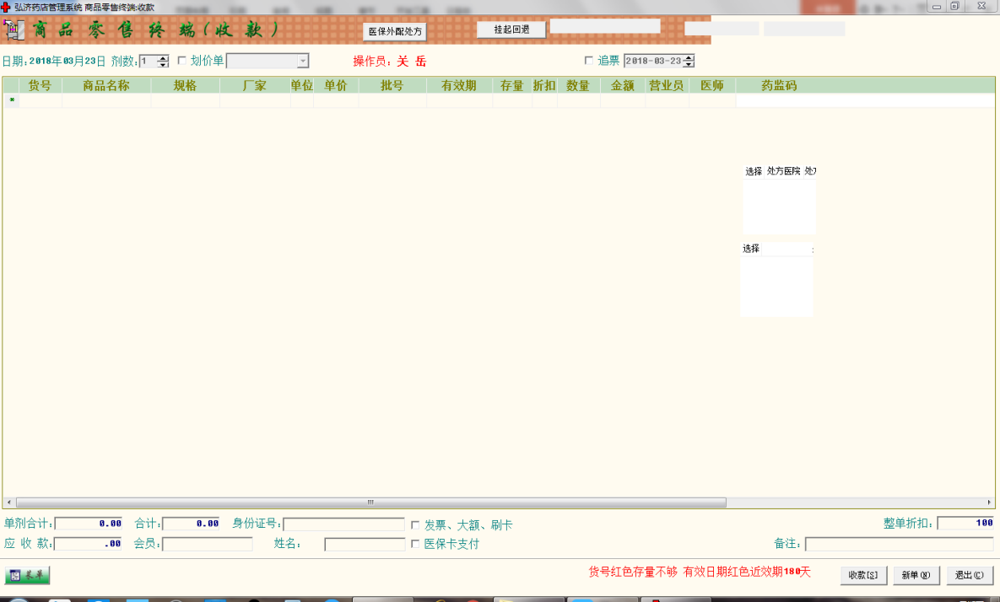 弘济药店管理系统 商品零售终端:收款
商品零售终端(收款) 医保外配处方 挂起回退
日期:2018年03月23日 剂数: 1 划价单 操作员: 关 岳 追票 2018-03-23
货号 商品名称 规格 厂家 单位 单价 批号 有效期 存量 折扣 数量 金额 营业员 医师 药监码
*
选择 处方医院
选择
单剂合计: 0.00 合计: 0.00 身份证号: 发票、大额、刷卡 整单折扣: 100
应 收 款: .00 会员: 姓名: 医保卡支付 备注:
菜单 货号红色存量不够 有效日期红色近效期180天 收款[S] 新单(N) 退出(C)